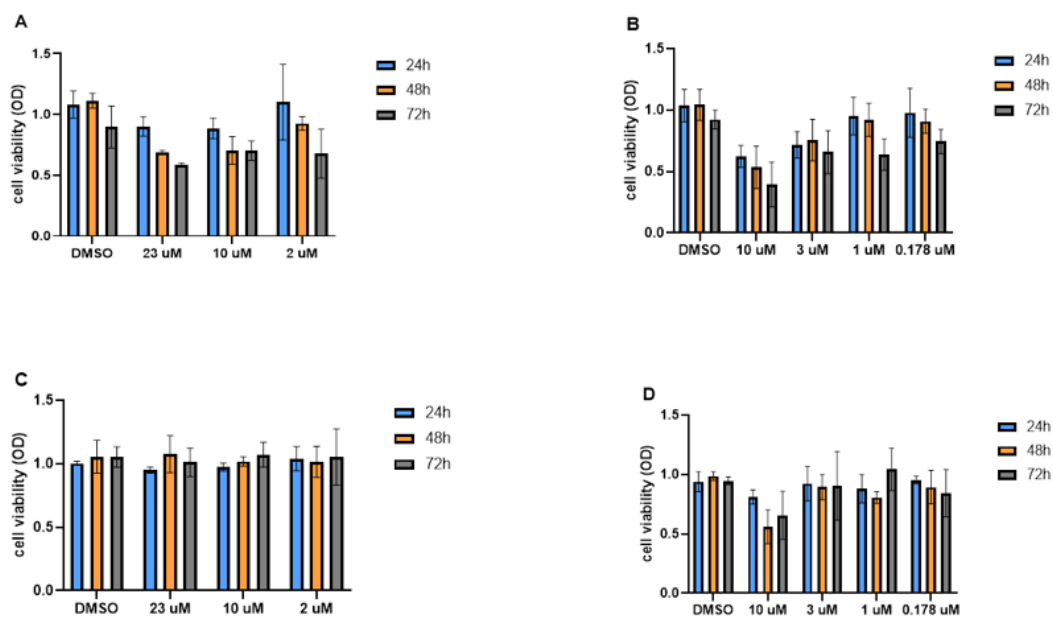 A
cell viability (OD)
1.5
1.0
0.5
0.0
DMSO 23 uM 10 uM 2 uM
24h
48h
72h
B
cell viability (OD)
1.5
1.0
0.5
0.0
DMSO 10 uM 3 uM 1 uM 0.178 uM
24h
48h
72h
C
cell viability (OD)
1.5
1.0
0.5
0.0
DMSO 23 uM 10 uM 2 uM
24h
48h
72h
D
cell viability (OD)
1.5
1.0
0.5
0.0
DMSO 10 uM 3 uM 1 uM 0.178 uM
24h
48h
72h